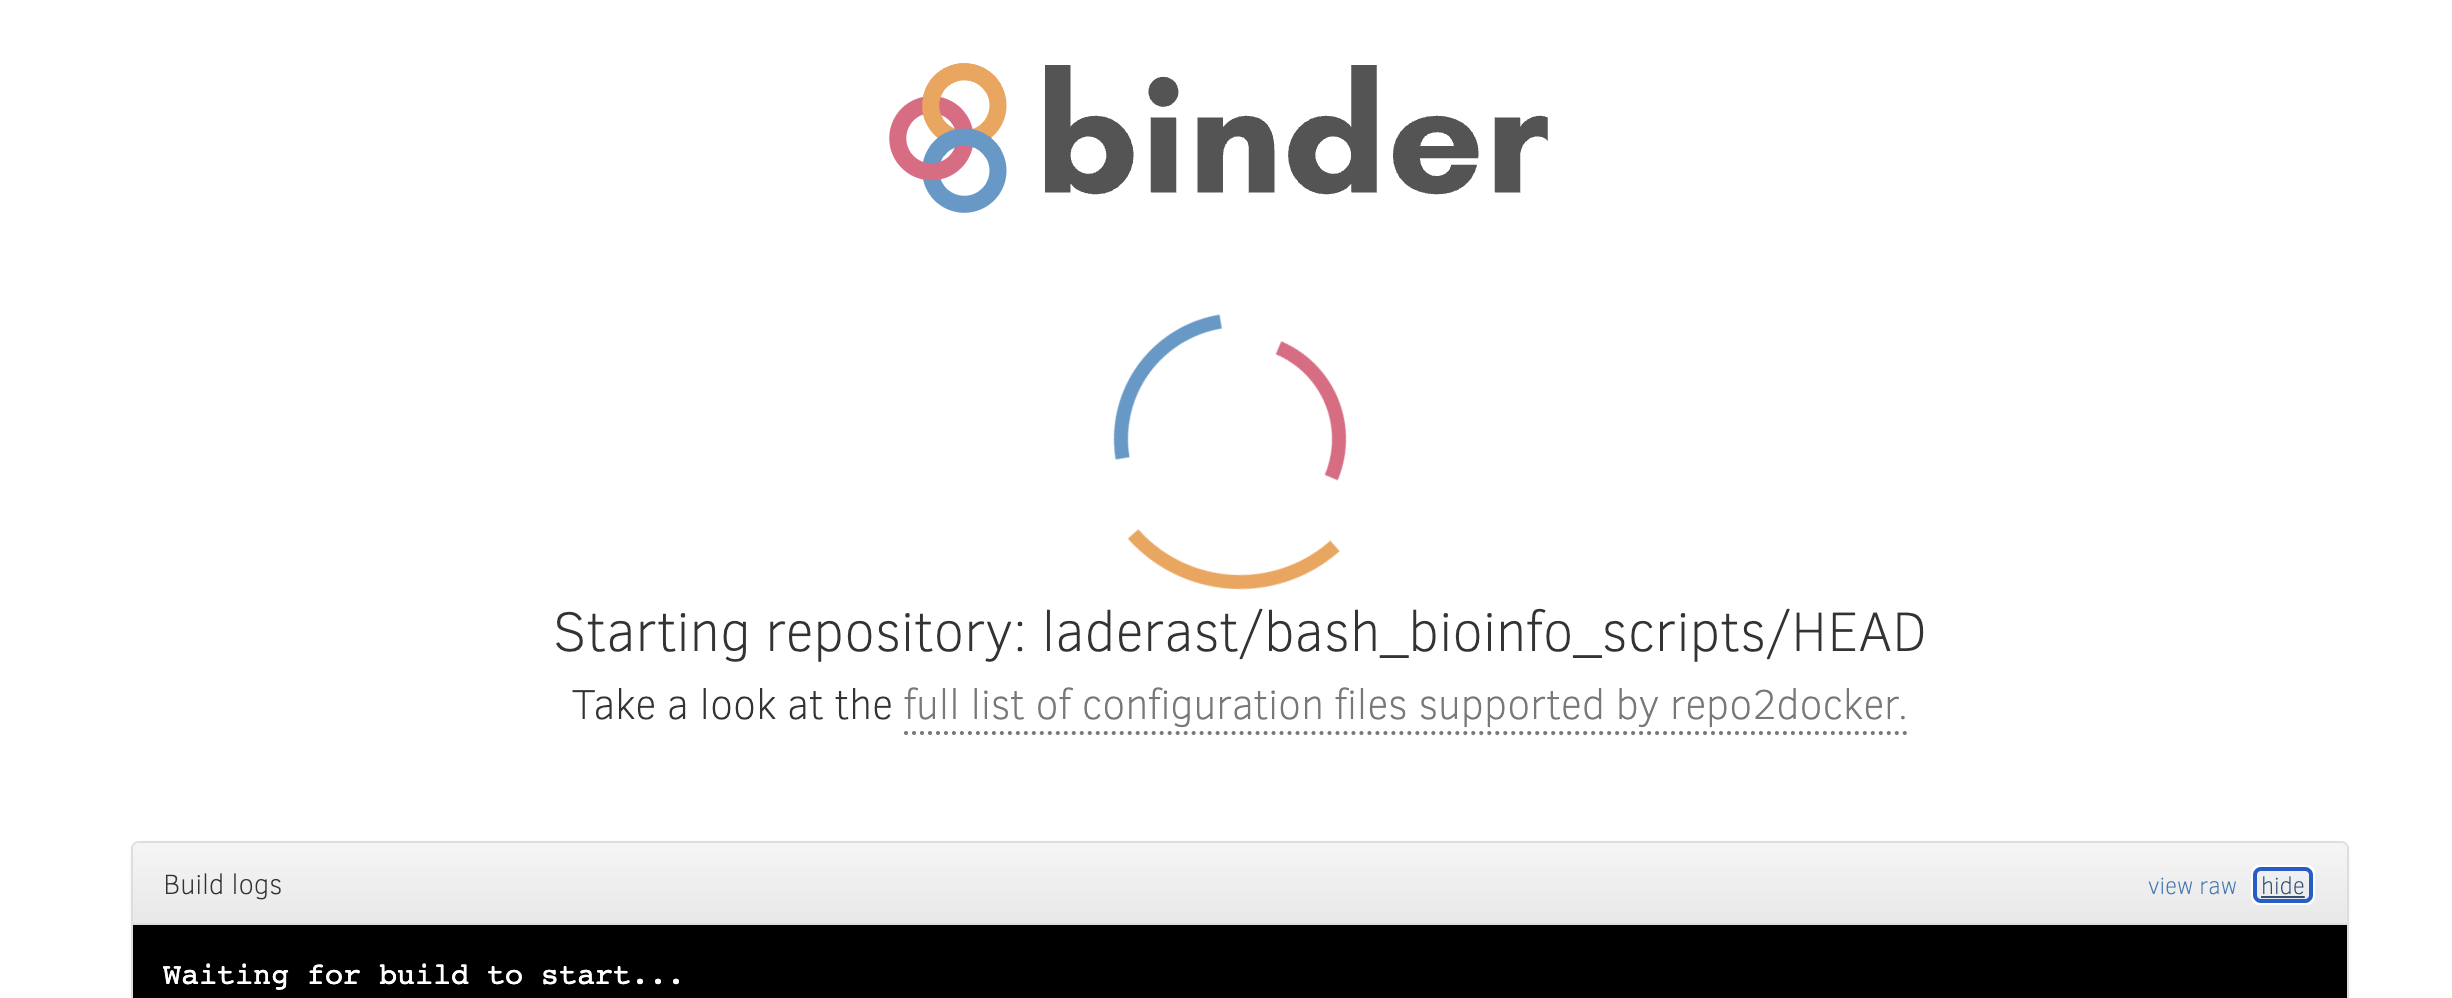 binder
Starting repository: laderast/bash_bioinfo_scripts/HEAD
Take a look at the full list of configuration files supported by repo2docker.
Build logs view raw hide
Waiting for build to start...